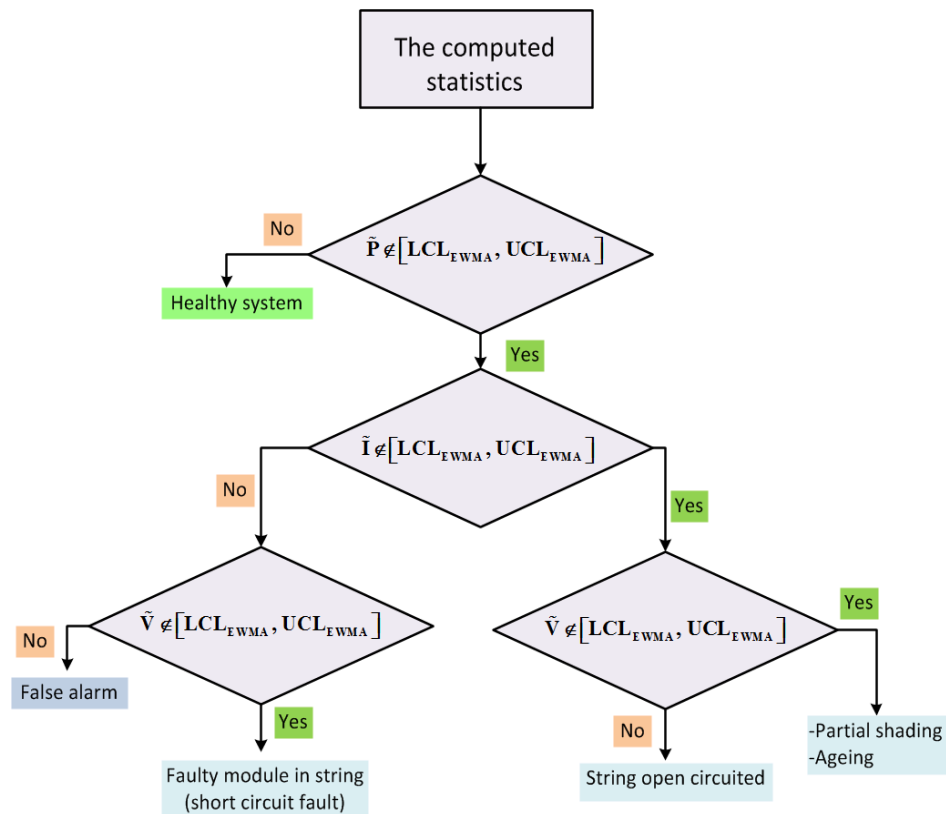 The computed
statistics
No
P̃ ∉ [LCL_EWMA, UCL_EWMA]
Healthy system
Yes
Ĩ ∉ [LCL_EWMA, UCL_EWMA]
No
Yes
Ṽ ∉ [LCL_EWMA, UCL_EWMA]
Ṽ ∉ [LCL_EWMA, UCL_EWMA]
Yes
No
False alarm
Yes
No
-Partial shading
-Ageing
Faulty module in string
(short circuit fault)
String open circuited